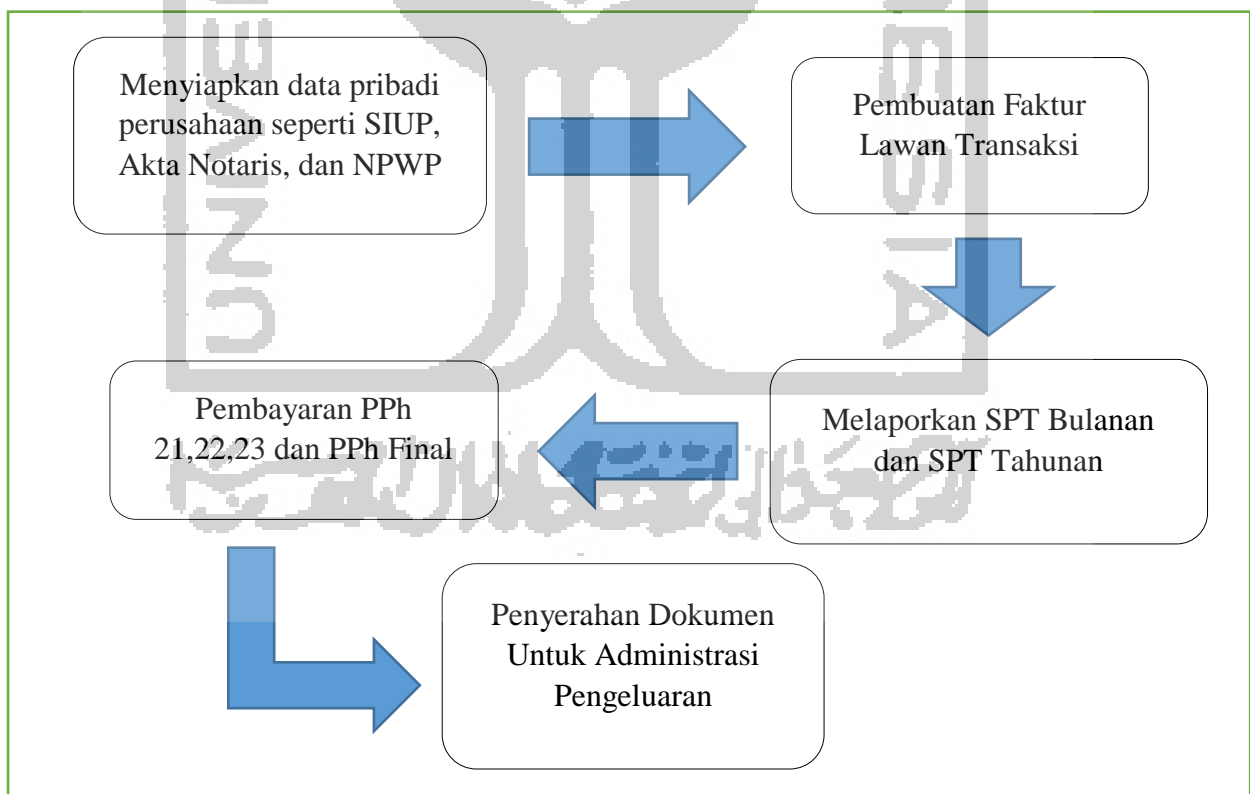 Menyiapkan data pribadi
perusahaan seperti SIUP,
Akta Notaris, dan NPWP
Pembuatan Faktur
Lawan Transaksi
Melaporkan SPT Bulanan
dan SPT Tahunan
Pembayaran PPh
21,22,23 dan PPh Final
Penyerahan Dokumen
Untuk Administrasi
Pengeluaran